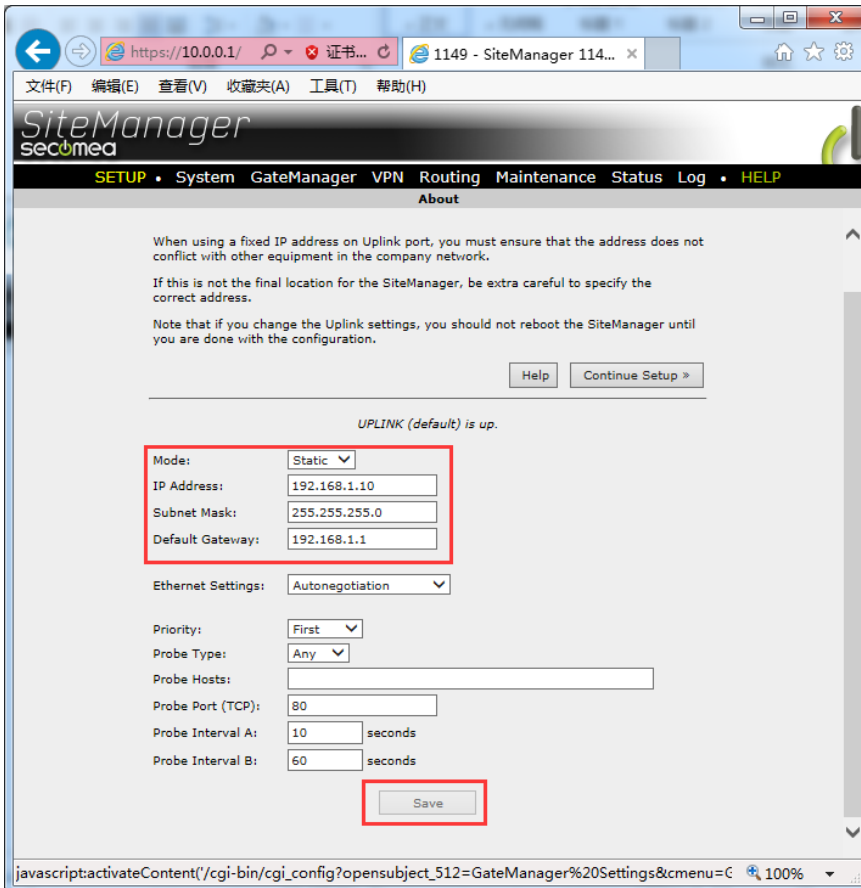 https://10.0.0.1/ 证书... 1149 - SiteManager 114...
文件(F) 编辑(E) 查看(V) 收藏夹(A) 工具(T) 帮助(H)
SiteManager
secomea
SETUP • System GateManager VPN Routing Maintenance Status Log • HELP
About
When using a fixed IP address on Uplink port, you must ensure that the address does not
conflict with other equipment in the company network.
If this is not the final location for the SiteManager, be extra careful to specify the
correct address.
Note that if you change the Uplink settings, you should not reboot the SiteManager until
you are done with the configuration.
Help Continue Setup »
UPLINK (default) is up.
Mode: Static
IP Address: 192.168.1.10
Subnet Mask: 255.255.255.0
Default Gateway: 192.168.1.1
Ethernet Settings: Autonegotiation
Priority: First
Probe Type: Any
Probe Hosts:
Probe Port (TCP): 80
Probe Interval A: 10 seconds
Probe Interval B: 60 seconds
Save
javascript:activateContent('/cgi-bin/cgi_config?opensubject_512=GateManager%20Settings&cmenu=G 100%